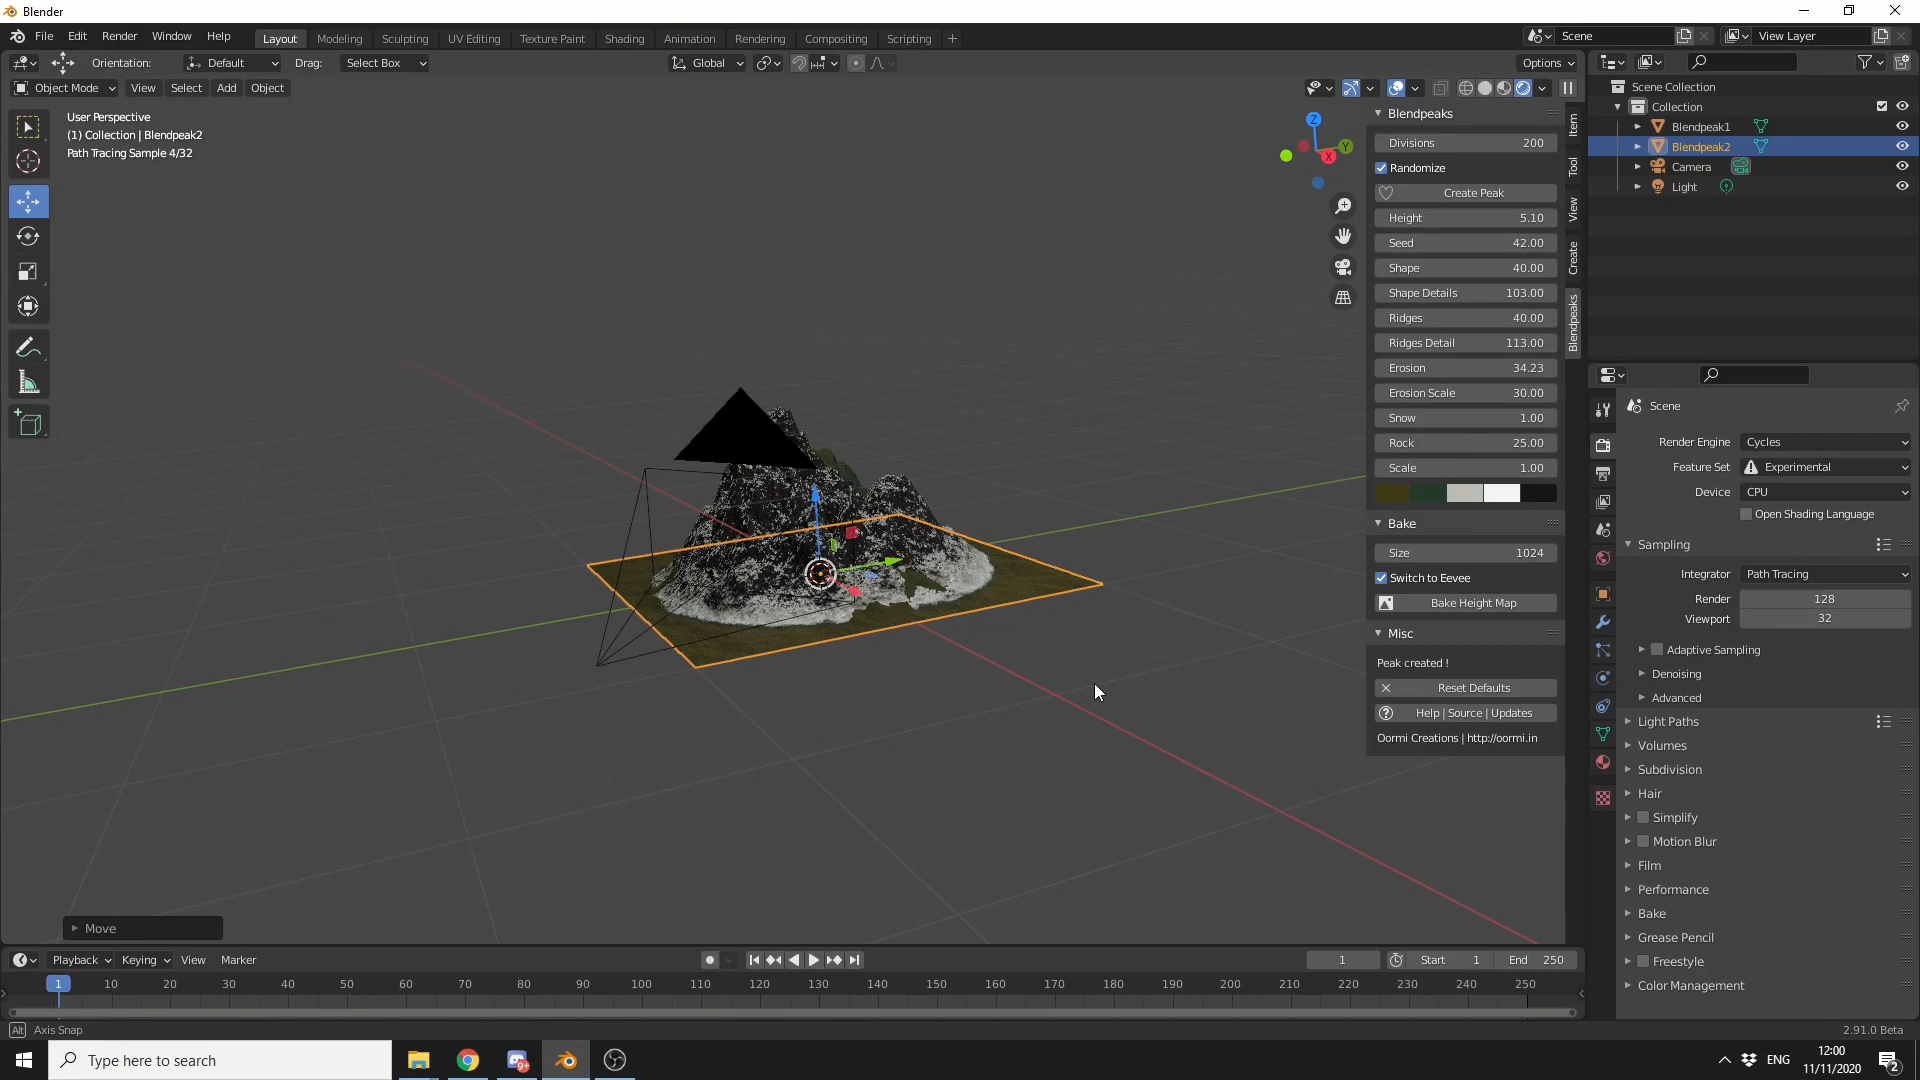 Blender
File Edit Render Window Help
Layout Modeling Sculpting UV Editing Texture Paint Shading Animation Rendering Compositing Scripting +
Scene
View Layer
Orientation: Default Drag: Select Box
Global
Options
Object Mode View Select Add Object
User Perspective
(1) Collection | Blendpeak2
Path Tracing Sample 4/32
Z
Y
X
Item
Tool
View
Create
Blendpeaks
Blendpeaks
Divisions 200
Randomize
Create Peak
Height 5.10
Seed 42.00
Shape 40.00
Shape Details 103.00
Ridges 40.00
Ridges Detail 113.00
Erosion 34.23
Erosion Scale 30.00
Snow 1.00
Rock 25.00
Scale 1.00
Bake
Size 1024
Switch to Eevee
Bake Height Map
Misc
Peak created !
Reset Defaults
Help | Source | Updates
Oormi Creations | http://oormi.in
Scene Collection
Collection
Blendpeak1
Blendpeak2
Camera
Light
Scene
Render Engine Cycles
Feature Set Experimental
Device CPU
Open Shading Language
Sampling
Integrator Path Tracing
Render 128
Viewport 32
Adaptive Sampling
Denoising
Advanced
Light Paths
Volumes
Subdivision
Hair
Simplify
Motion Blur
Film
Performance
Bake
Grease Pencil
Freestyle
Color Management
Move
Playback Keying View Marker
1
Start 1
End 250
1 10 20 30 40 50 60 70 80 90 100 110 120 130 140 150 160 170 180 190 200 210 220 230 240 250
Alt Axis Snap
2.91.0 Beta
Type here to search
9+
ENG
12:00
11/11/2020
2